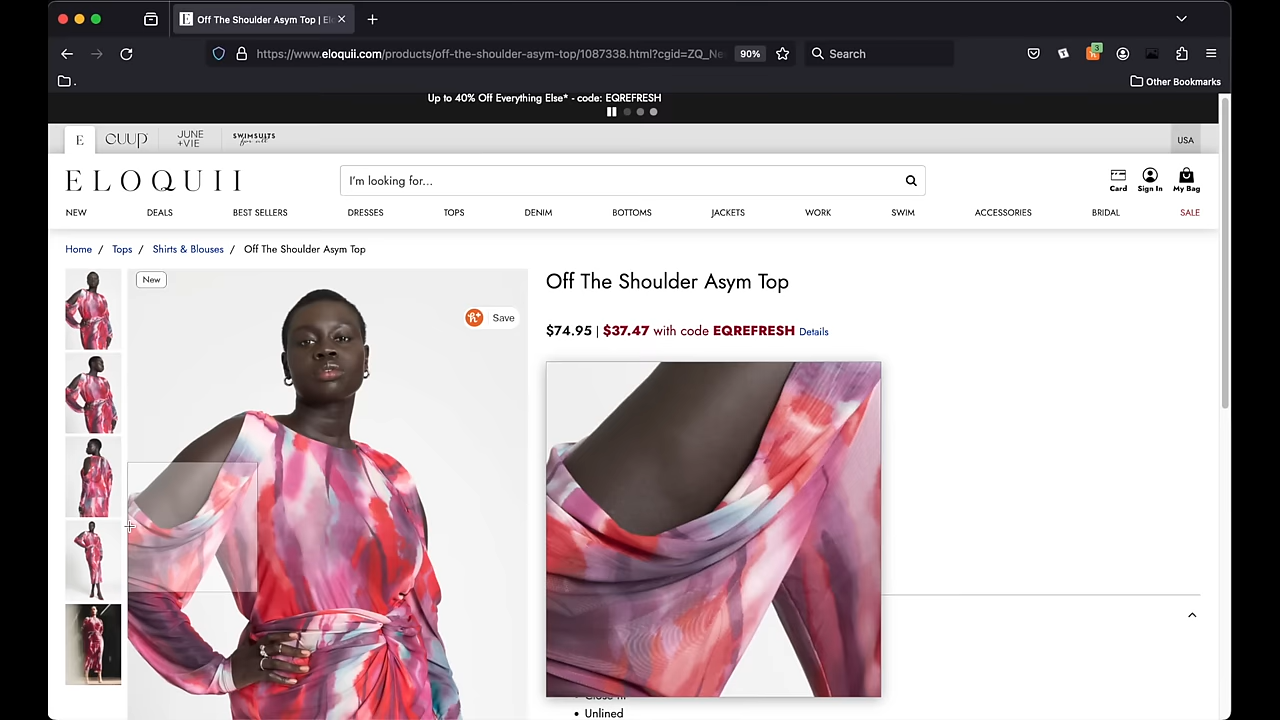 Off The Shoulder Asym Top | El
https://www.eloquii.com/products/off-the-shoulder-asym-top/1087338.html?cgid=ZQ_Ne
90%
Search
3
Other Bookmarks
Up to 40% Off Everything Else* - code: EQREFRESH
E CUUP JUNE +VIE SWIMSUITS for all USA
ELOQUII
I'm looking for...
Card Sign In My Bag
NEW DEALS BEST SELLERS DRESSES TOPS DENIM BOTTOMS JACKETS WORK SWIM ACCESSORIES BRIDAL SALE
Home / Tops / Shirts & Blouses / Off The Shoulder Asym Top
New
Save
Off The Shoulder Asym Top
$74.95 | $37.47 with code EQREFRESH Details
• Unlined